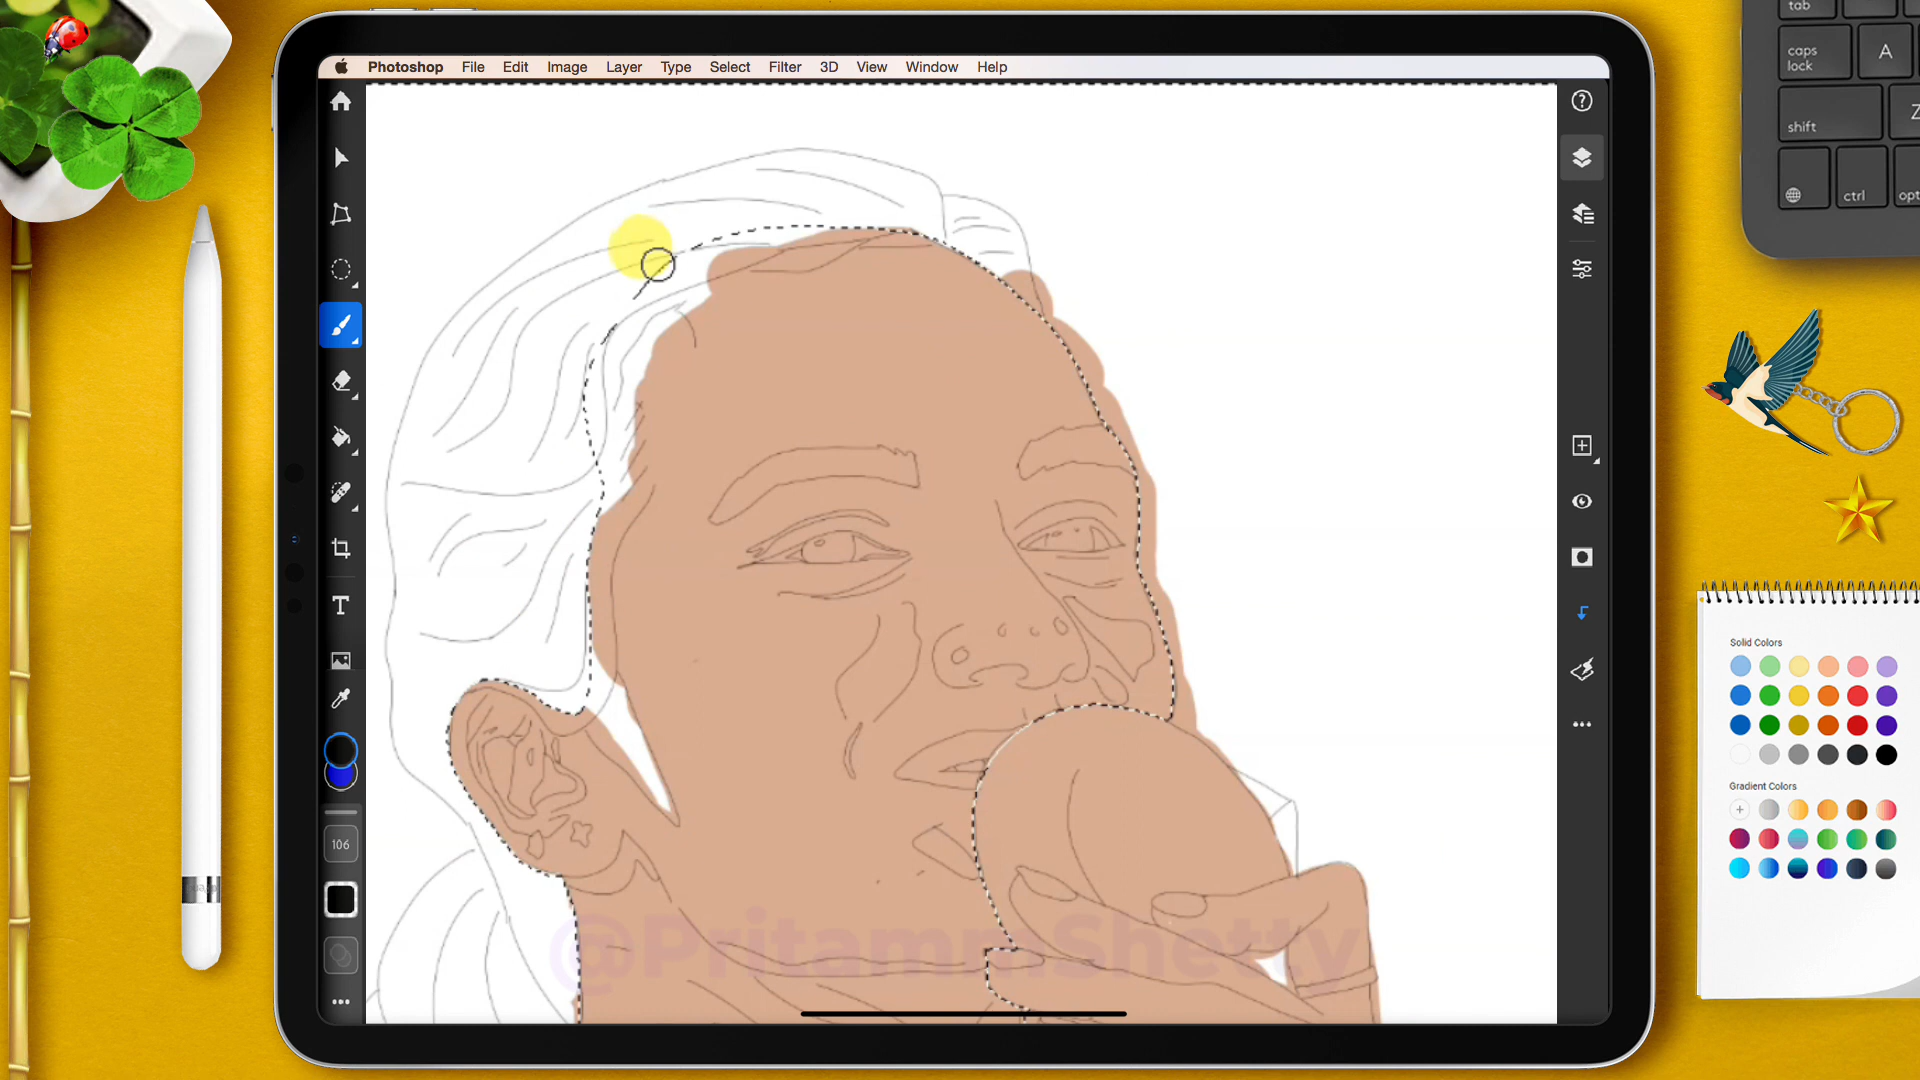 Photoshop File Edit Image Layer Type Select Filter 3D View Window Help
tab
caps lock
A
shift
Z
ctrl
opt
T
106
@PritammShetty
Solid Colors
Gradient Colors